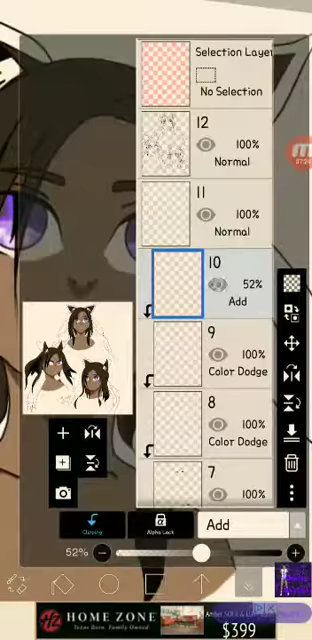 Selection Layer
No Selection
12
100%
Normal
11
100%
Normal
10
52%
Add
9
100%
Color Dodge
8
100%
Color Dodge
7
100%
Clipping
Alpha Lock
Add
52%
HOME ZONE
$399